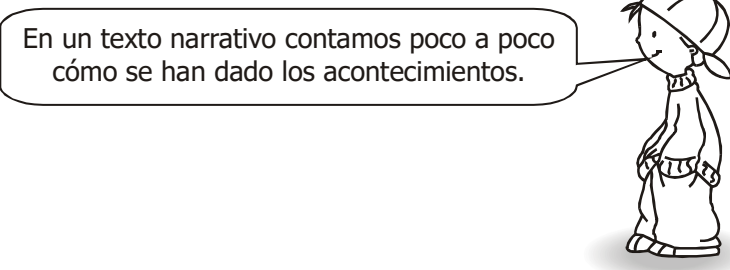 En un texto narrativo contamos poco a poco
cómo se han dado los acontecimientos.